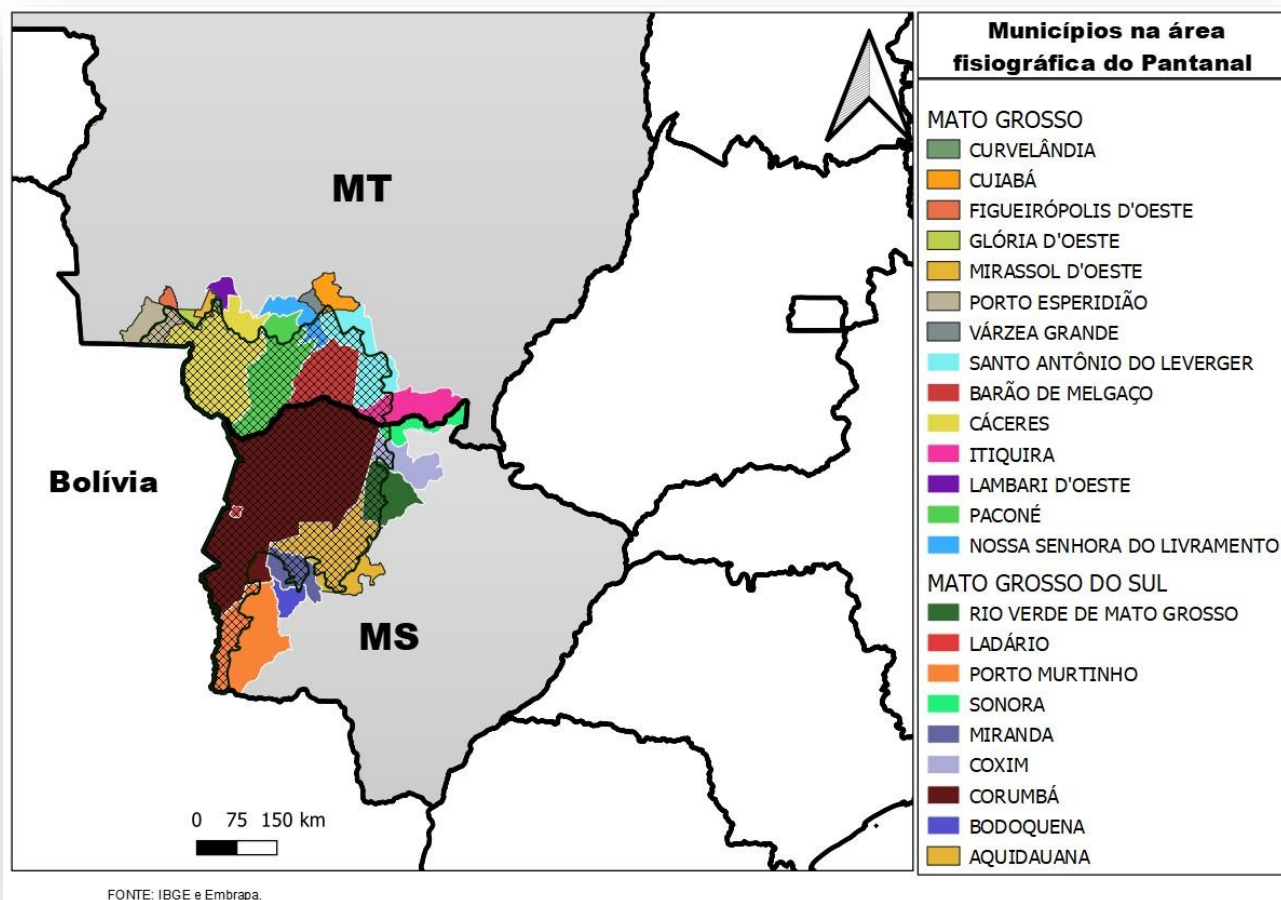 Municípios na área
fisiográfica do Pantanal
MATO GROSSO
CURVELÂNDIA
CUIABÁ
FIGUEIRÓPOLIS D'OESTE
GLÓRIA D'OESTE
MIRASSOL D'OESTE
PORTO ESPERIDIÃO
VÁRZEA GRANDE
SANTO ANTÔNIO DO LEVERGER
BARÃO DE MELGAÇO
CÁCERES
ITIQUIRA
LAMBARI D'OESTE
PACONÉ
NOSSA SENHORA DO LIVRAMENTO
MATO GROSSO DO SUL
RIO VERDE DE MATO GROSSO
LADÁRIO
PORTO MURTINHO
SONORA
MIRANDA
COXIM
CORUMBÁ
BODOQUENA
AQUIDAUANA
MT
Bolívia
MS
0 75 150 km
FONTE: IBGE e Embrapa.